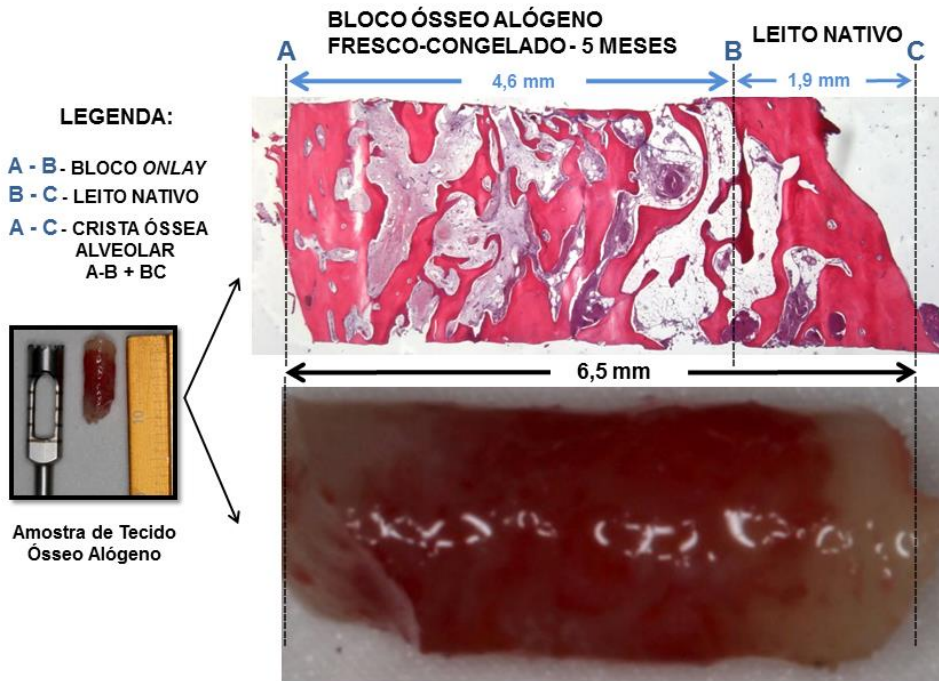 BLOCO ÓSSEO ALÓGENO
FRESCO-CONGELADO - 5 MESES
LEITO NATIVO
A
B
C
4,6 mm
1,9 mm
LEGENDA:
A - B - BLOCO ONLAY
B - C - LEITO NATIVO
A - C - CRISTA ÓSSEA
ALVEOLAR
A-B + BC
6,5 mm
10
Amostra de Tecido
Ósseo Alógeno